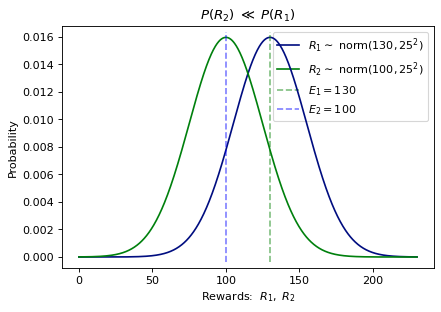 P(R₂) ≪ P(R₁)
R₁ ∼ norm(130, 25²)
R₂ ∼ norm(100, 25²)
E₁ = 130
E₂ = 100
0.016
0.014
0.012
0.010
0.008
0.006
0.004
0.002
0.000
Probability
0 50 100 150 200
Rewards: R₁, R₂